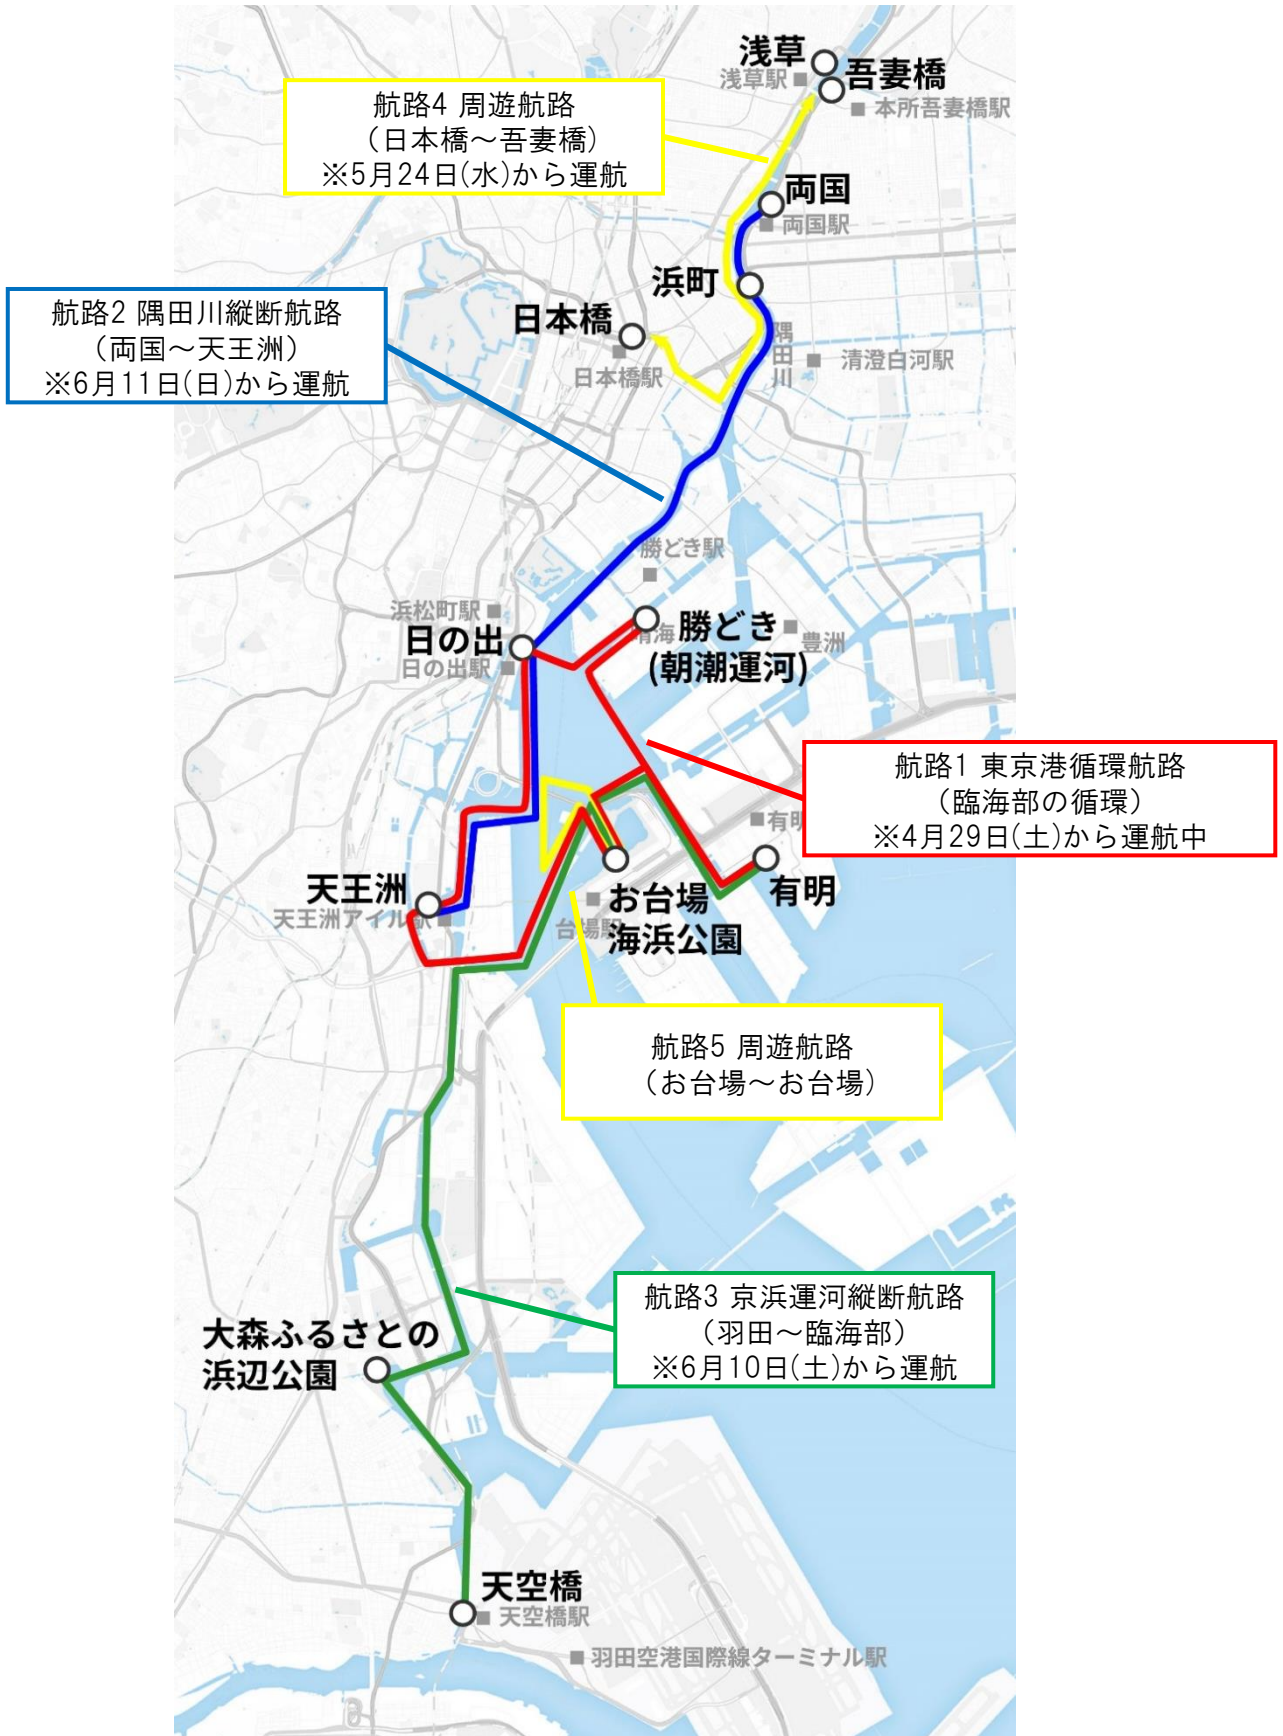 浅草
浅草駅
吾妻橋
本所吾妻橋駅
航路4 周遊航路
（日本橋～吾妻橋）
※5月24日(水)から運航
両国
両国駅
浜町
日本橋
日本橋駅
隅田川
清澄白河駅
航路2 隅田川縦断航路
（両国～天王洲）
※6月11日(日)から運航
勝どき駅
浜松町駅
日の出
日の出駅
晴海
勝どき
(朝潮運河)
豊洲
航路1 東京港循環航路
（臨海部の循環）
※4月29日(土)から運航中
有明
有明
天王洲
天王洲アイル駅
お台場
海浜公園
台場駅
航路5 周遊航路
（お台場～お台場）
航路3 京浜運河縦断航路
（羽田～臨海部）
※6月10日(土)から運航
大森ふるさとの
浜辺公園
天空橋
天空橋駅
羽田空港国際線ターミナル駅